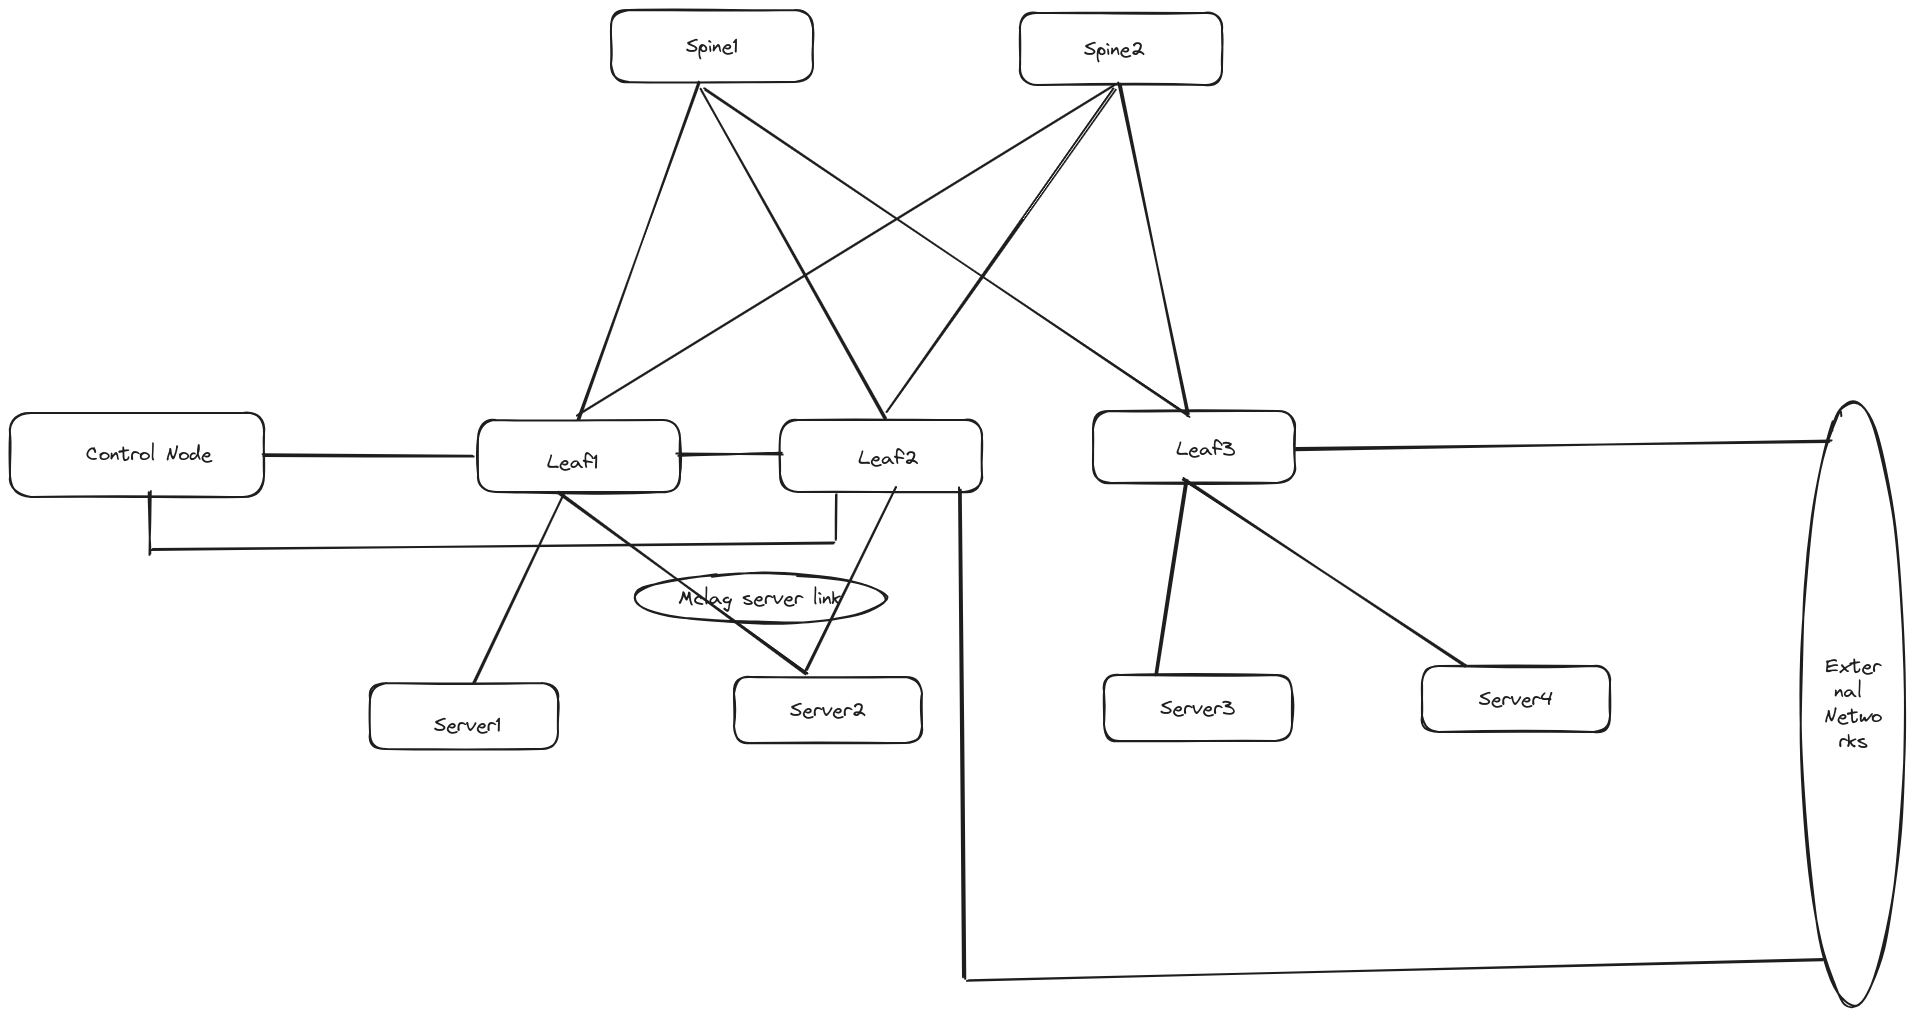 Spine1
Spine2
Control Node
Leaf1
Leaf2
Leaf3
Mclag server link
Server1
Server2
Server3
Server4
Exter
nal
Netwo
rks